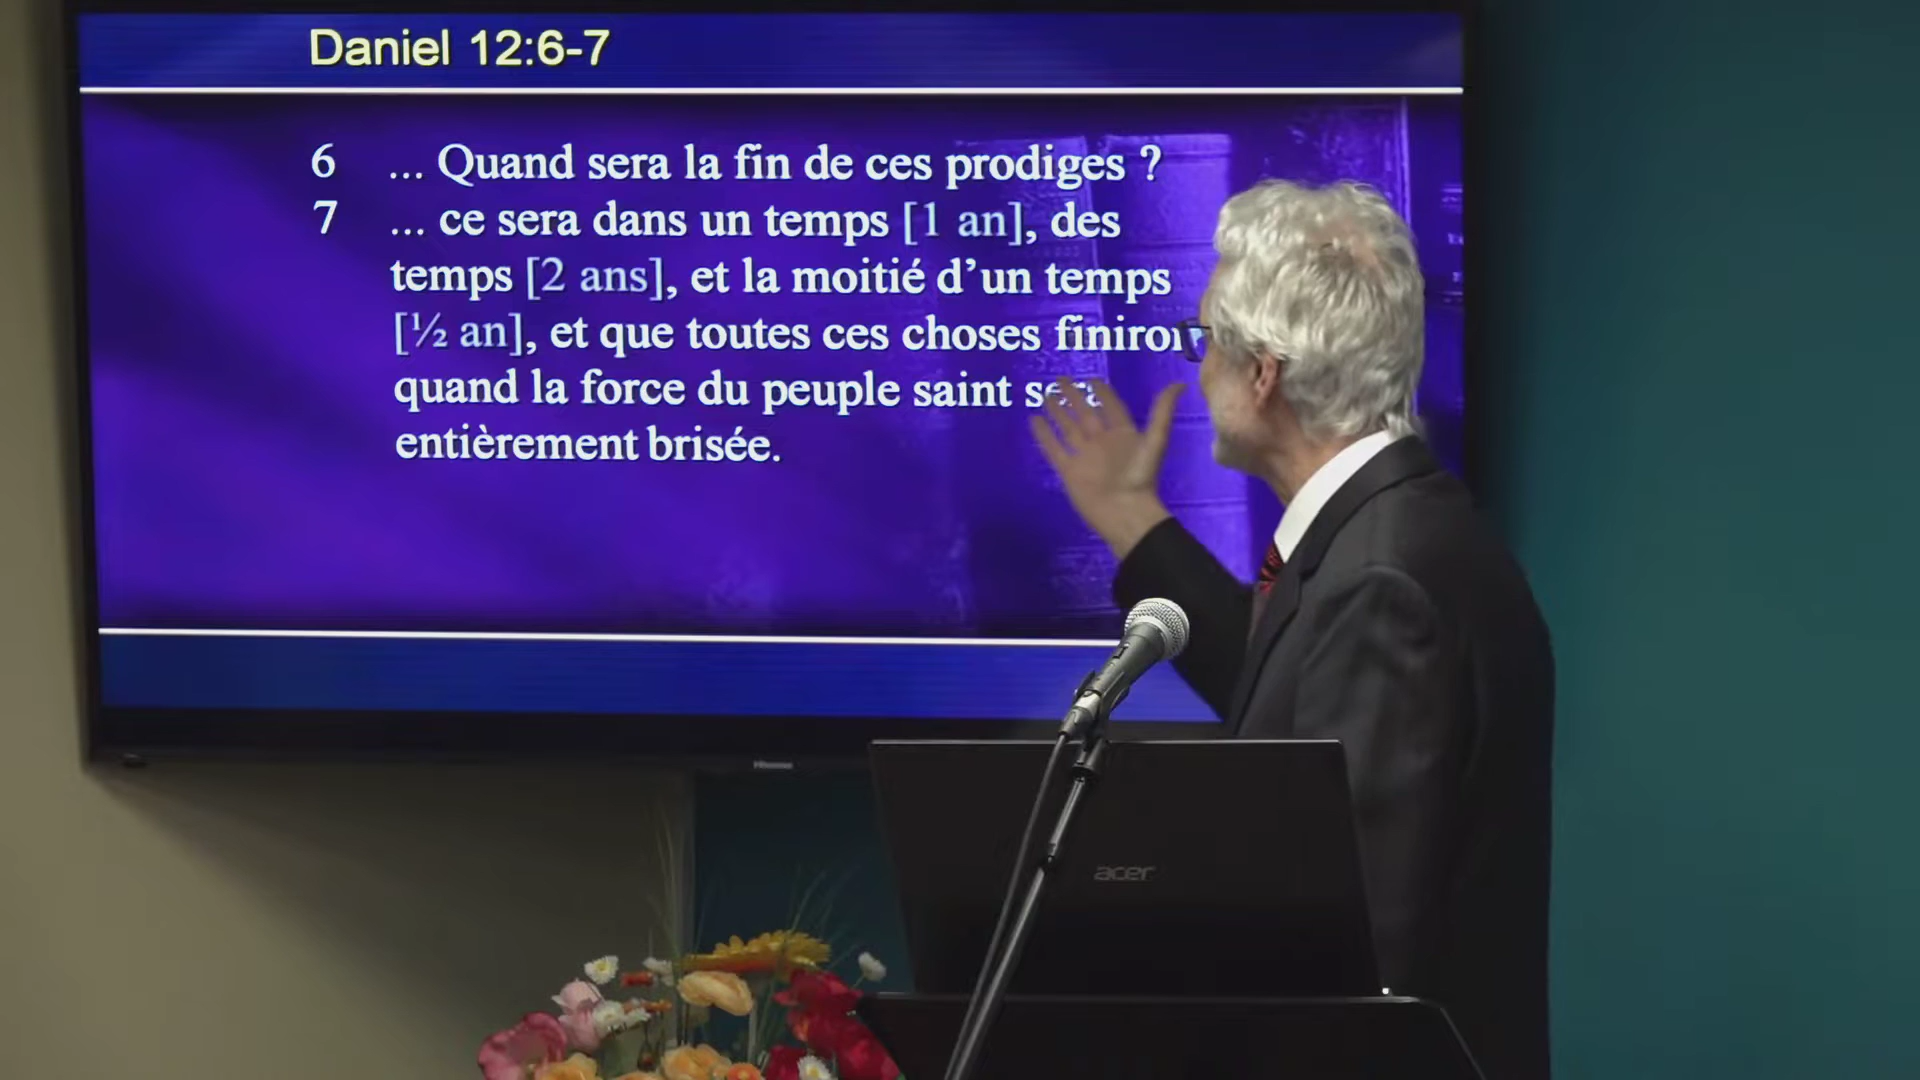 Daniel 12:6-7
6 ... Quand sera la fin de ces prodiges ?
7 ... ce sera dans un temps [1 an], des
temps [2 ans], et la moitié d’un temps
[½ an], et que toutes ces choses
quand la force du peuple saint
entièrement brisée.
Hisense
acer